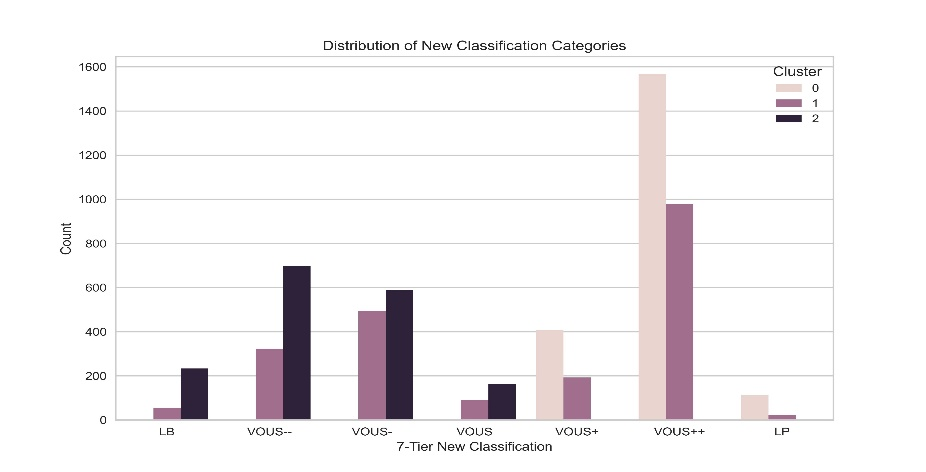 Distribution of New Classification Categories
1600
1400
1200
1000
800
600
400
200
0
Count
Cluster
0
1
2
LB VOUS-- VOUS- VOUS VOUS+ VOUS++ LP
7-Tier New Classification